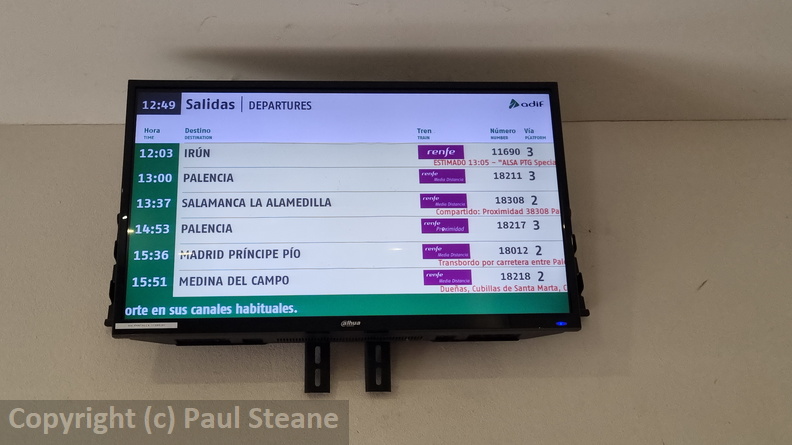 12:49 Salidas | DEPARTURES adif
Hora Destino Tren Número Vía
TIME DESTINATION TRAIN NUMBER PLATFORM
12:03 IRÚN renfe 11690 3
ESTIMADO 13:05 - "ALSA PTG Specia
13:00 PALENCIA renfe Media Distancia 18211 3
13:37 SALAMANCA LA ALAMEDILLA renfe Media Distancia 18308 2
Compartido: Proximidad 38308 Pa
14:53 PALENCIA renfe Proximidad 18217 3
15:36 MADRID PRÍNCIPE PÍO renfe Media Distancia 18012 2
Transbordo por carretera entre Pale
15:51 MEDINA DEL CAMPO renfe Media Distancia 18218 2
Dueñas, Cubillas de Santa Marta, C
orte en sus canales habituales.
alhua
Copyright (c) Paul Steane